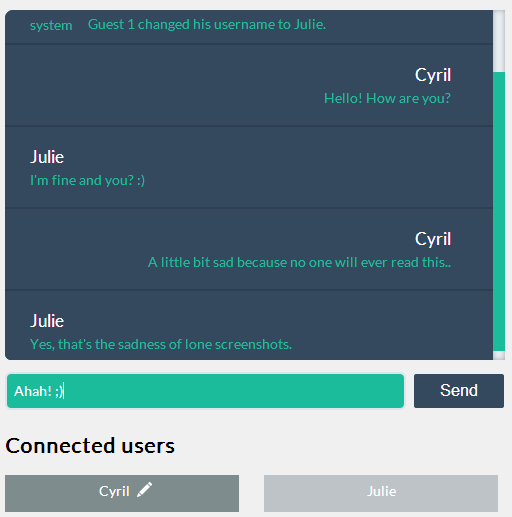 system Guest 1 changed his username to Julie.
Cyril
Hello! How are you?
Julie
I'm fine and you? :)
Cyril
A little bit sad because no one will ever read this..
Julie
Yes, that's the sadness of lone screenshots.
Ahah! ;)
Send
Connected users
Cyril
Julie